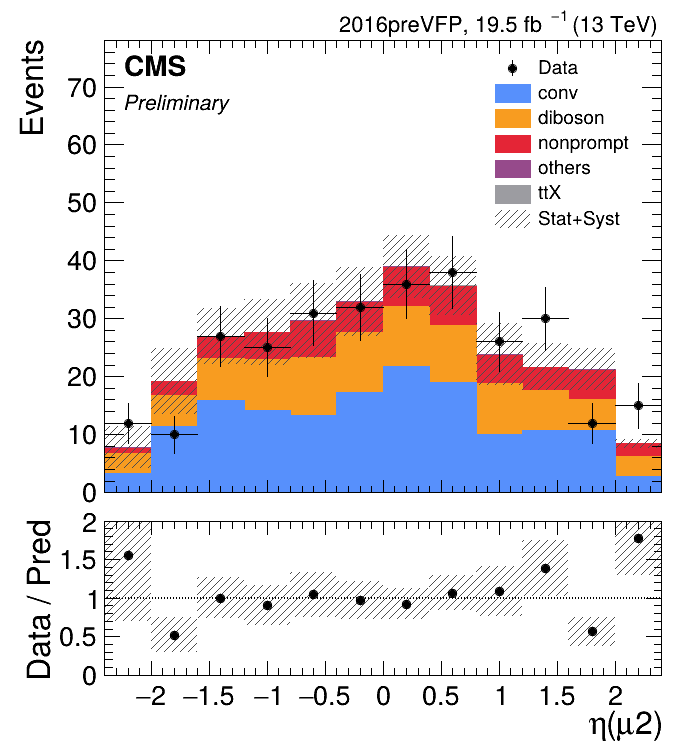 2016preVFP, 19.5 fb⁻¹ (13 TeV)
CMS
Preliminary
Data
conv
diboson
nonprompt
others
ttX
Stat+Syst
Events
70
60
50
40
30
20
10
0
Data / Pred
2
1.5
1
0.5
0
−2 −1.5 −1 −0.5 0 0.5 1 1.5 2
η(μ2)